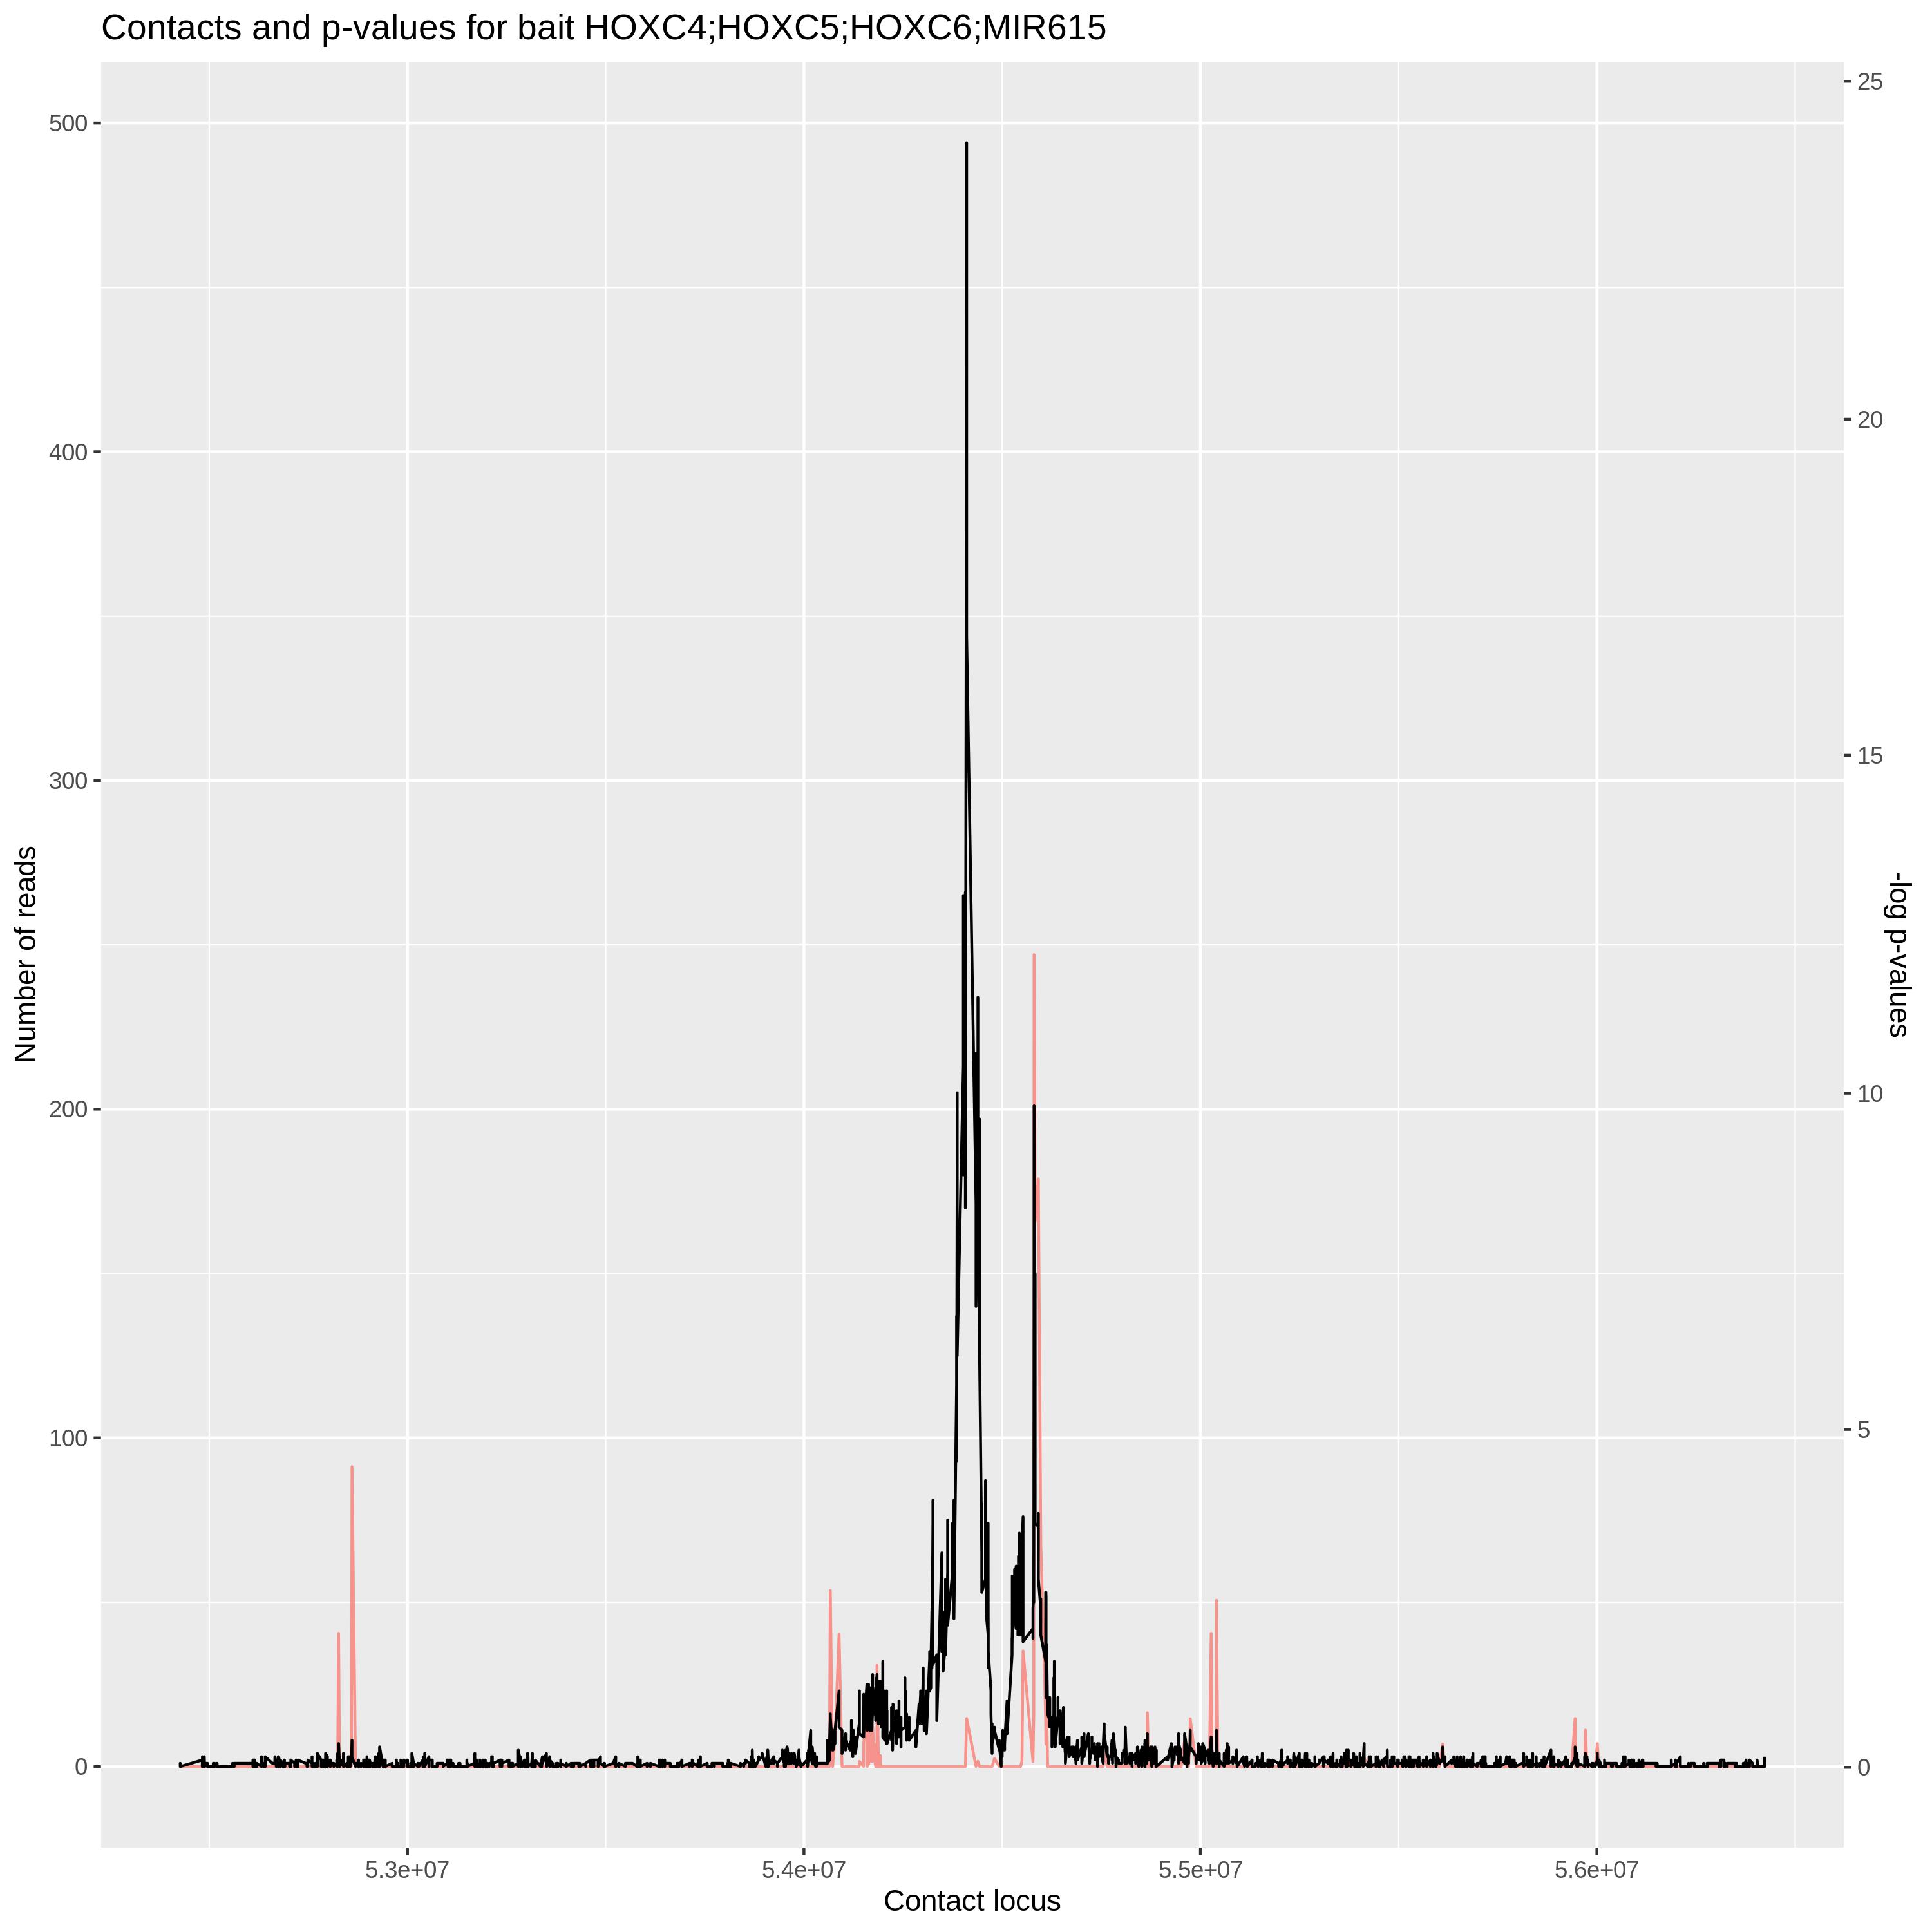 Contacts and p-values for bait HOXC4;HOXC5;HOXC6;MIR615
500
400
300
200
100
0
Number of reads
25
20
15
10
5
0
-log p-values
5.3e+07
5.4e+07
5.5e+07
5.6e+07
Contact locus